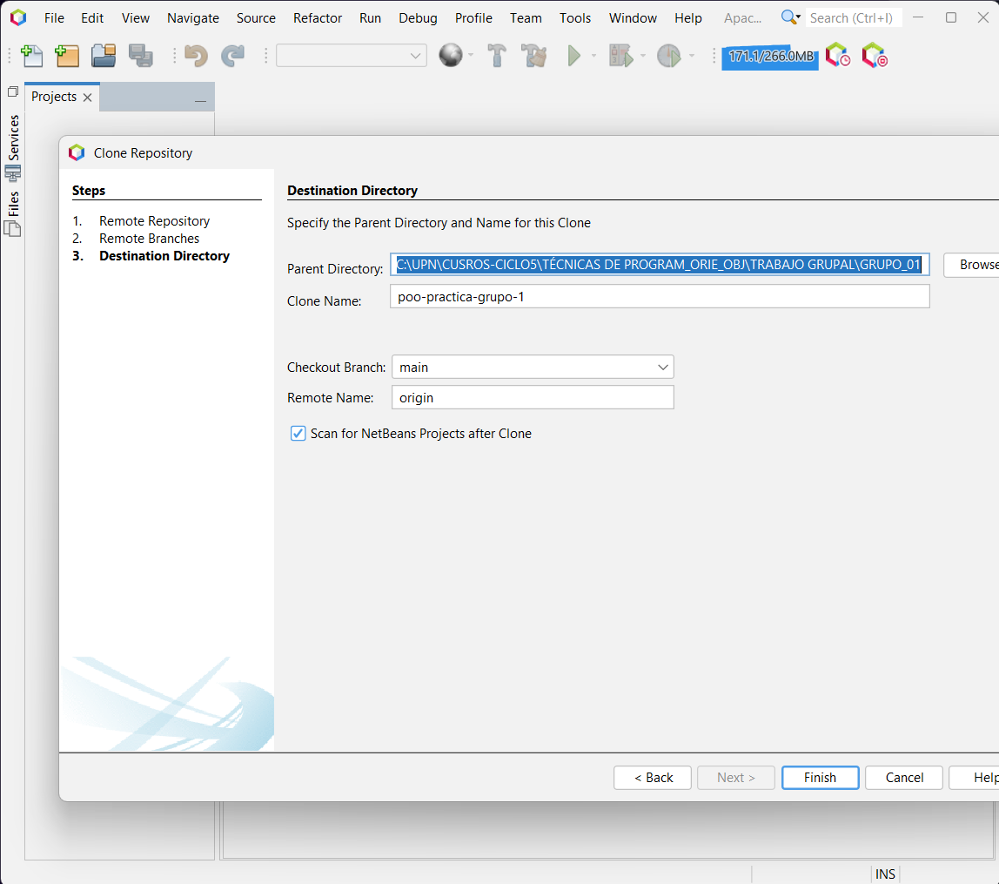 File Edit View Navigate Source Refactor Run Debug Profile Team Tools Window Help Apac... Search (Ctrl+I)
171.1/266.0MB
Projects
Services
Files
Clone Repository
Steps
1. Remote Repository
2. Remote Branches
3. Destination Directory
Destination Directory
Specify the Parent Directory and Name for this Clone
Parent Directory: C:\UPN\CUSROS-CICLO5\TÉCNICAS DE PROGRAM_ORIE_OBJ\TRABAJO GRUPAL\GRUPO_01 Browse
Clone Name: poo-practica-grupo-1
Checkout Branch: main
Remote Name: origin
Scan for NetBeans Projects after Clone
< Back Next > Finish Cancel Help
INS